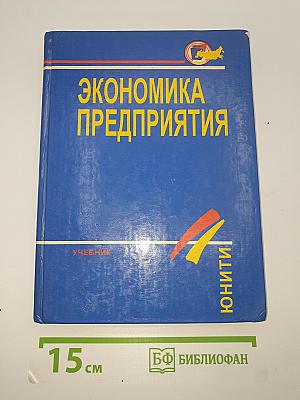 ЭКОНОМИКА
ПРЕДПРИЯТИЯ
УЧЕБНИК
ЮНИТИ
15 см
БФ БИБЛИОФАН